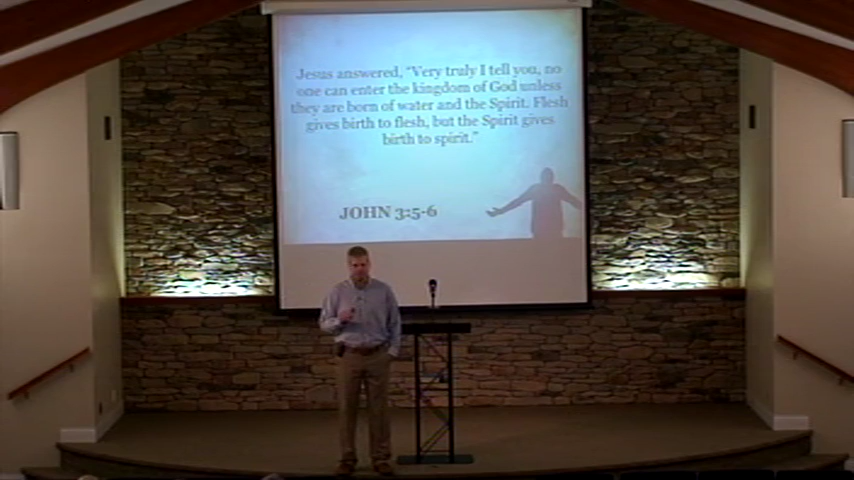 Jesus answered, "Very truly I tell you, no
one can enter the kingdom of God unless
they are born of water and the Spirit. Flesh
gives birth to flesh, but the Spirit gives
birth to spirit."
JOHN 3:5-6